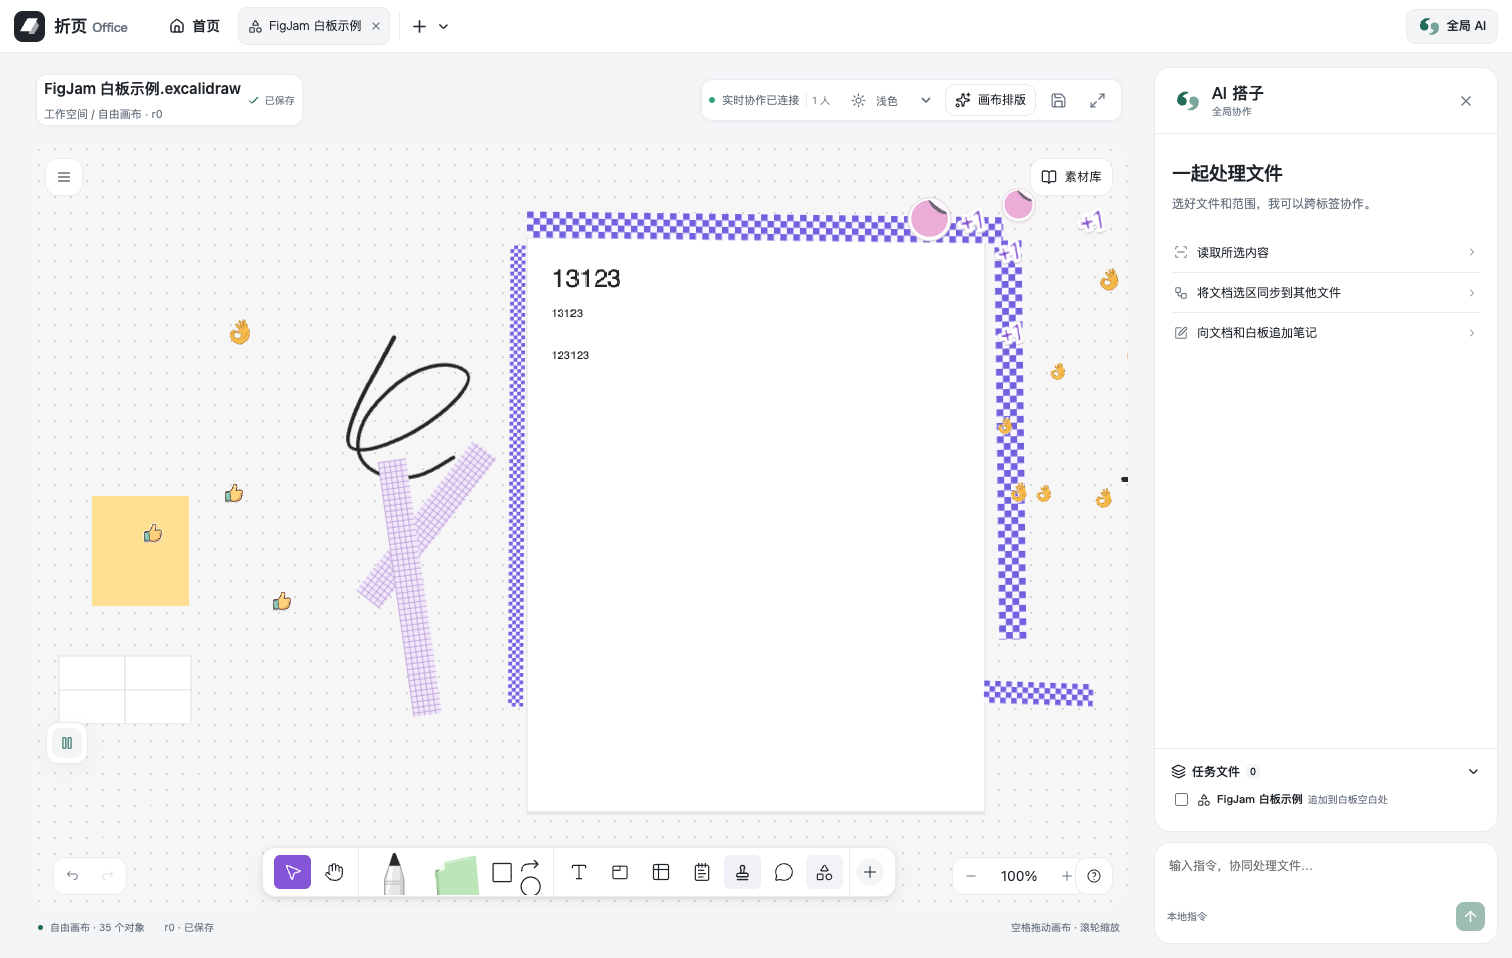 折页 Office
首页
FigJam 白板示例
全局 AI
FigJam 白板示例.excalidraw
已保存
工作空间 / 自由画布 · r0
实时协作已连接
1 人
浅色
画布排版
素材库
13123
13123
123123
+1
+1
+1
+1
100%
自由画布 · 35 个对象
r0 · 已保存
空格拖动画布 · 滚轮缩放
AI 搭子
全局协作
一起处理文件
选好文件和范围，我可以跨标签协作。
读取所选内容
将文档选区同步到其他文件
向文档和白板追加笔记
任务文件 0
FigJam 白板示例 追加到白板空白处
输入指令，协同处理文件...
本地指令